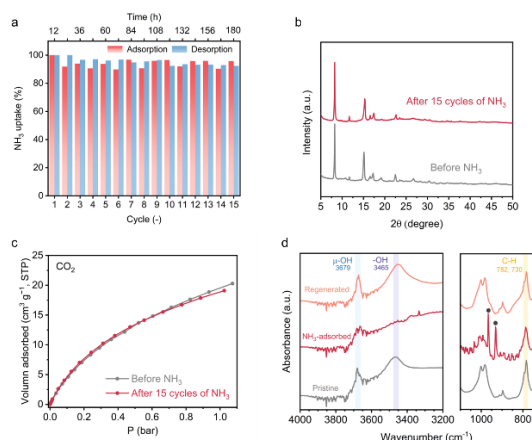 a
Time (h)
12 36 60 84 108 132 156 180
Adsorption Desorption
NH₃ uptake (%)
100
80
60
40
20
0
1 2 3 4 5 6 7 8 9 10 11 12 13 14 15
Cycle (-)
b
Intensity (a.u.)
After 15 cycles of NH₃
Before NH₃
5 10 15 20 25 30 35 40 45 50
2θ (degree)
c
CO₂
Volumn adsorbed (cm³ g⁻¹ STP)
25
20
15
10
5
0
Before NH₃
After 15 cycles of NH₃
0.0 0.2 0.4 0.6 0.8 1.0
P (bar)
d
μ-OH
3679
-OH
3465
C-H
782, 730
Absorbance (a.u.)
Regenerated
NH₃-adsorbed
Pristine
4000 3800 3600 3400 3200
1000
Wavenumber (cm⁻¹)